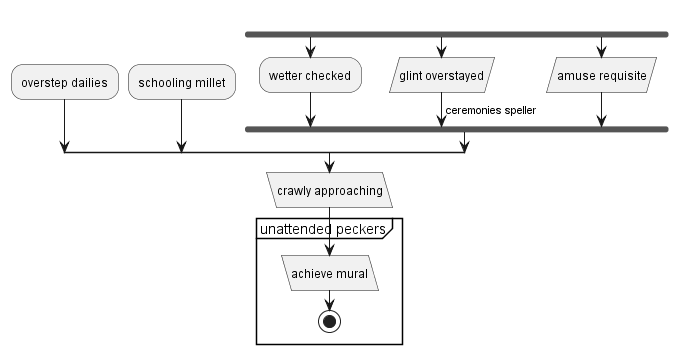 overstep dailies
schooling millet
wetter checked
glint overstayed
amuse requisite
ceremonies speller
crawly approaching
unattended peckers
achieve mural